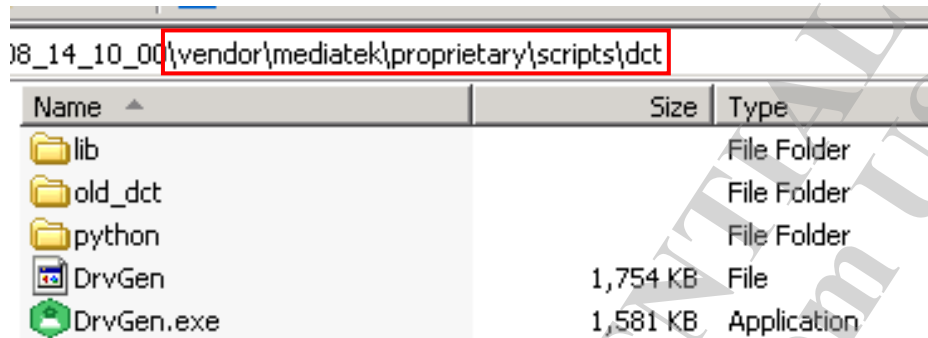 08_14_10_00\vendor\mediatek\proprietary\scripts\dct
Name Size Type
lib File Folder
old_dct File Folder
python File Folder
DrvGen 1,754 KB File
DrvGen.exe 1,581 KB Application